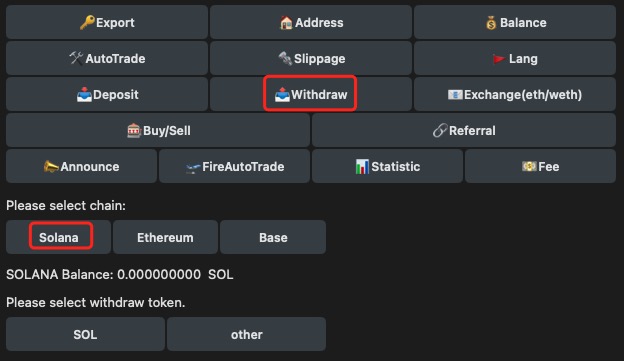 Export Address Balance
AutoTrade Slippage Lang
Deposit Withdraw Exchange(eth/weth)
Buy/Sell Referral
Announce FireAutoTrade Statistic Fee
Please select chain:
Solana Ethereum Base
SOLANA Balance: 0.000000000 SOL
Please select withdraw token.
SOL other